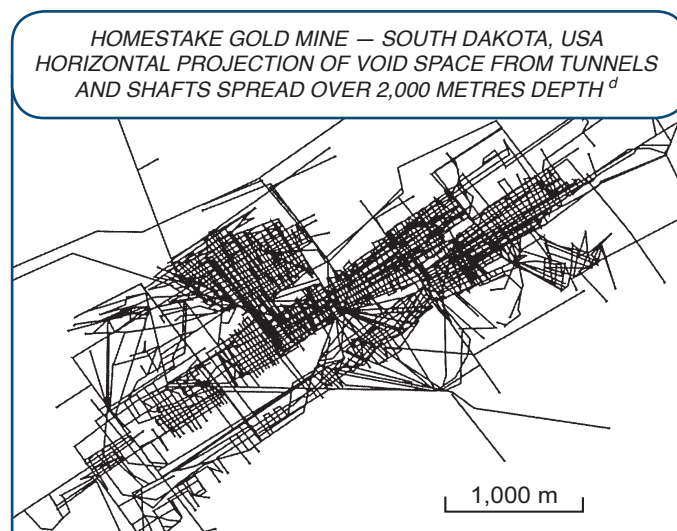 HOMESTAKE GOLD MINE — SOUTH DAKOTA, USA
HORIZONTAL PROJECTION OF VOID SPACE FROM TUNNELS
AND SHAFTS SPREAD OVER 2,000 METRES DEPTH d
1,000 m